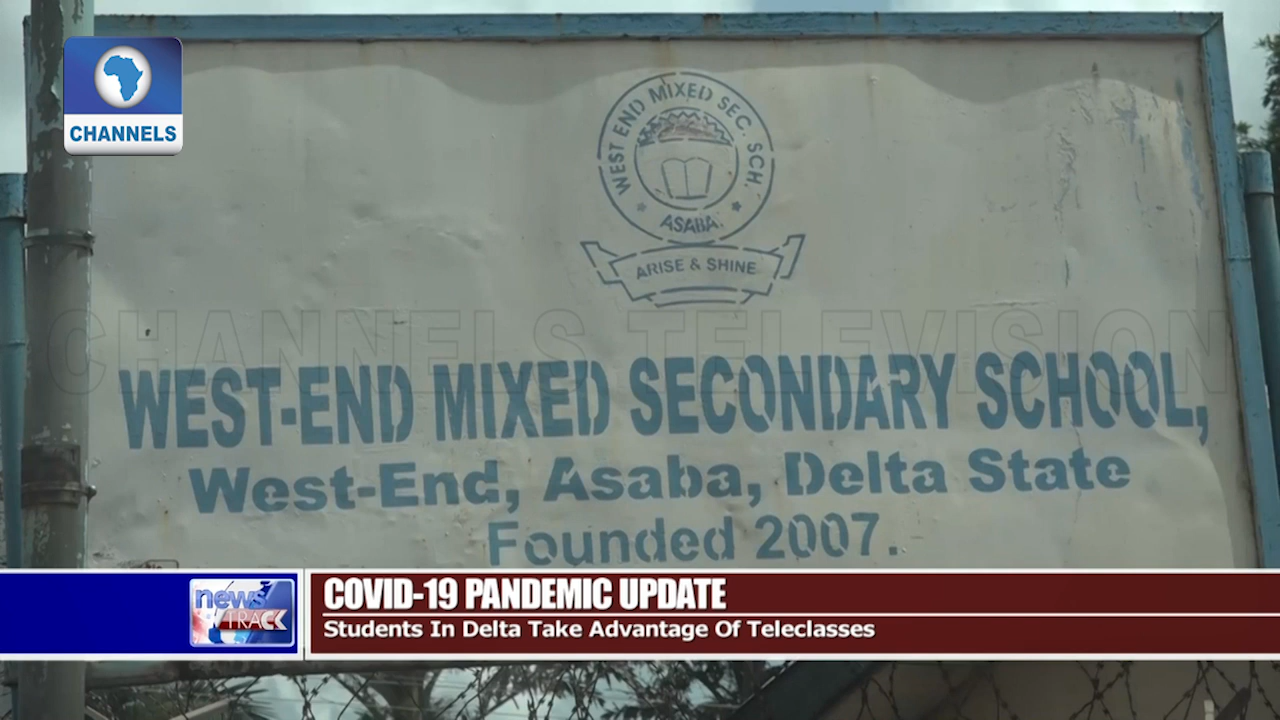 CHANNELS
WEST END MIXED SEC. SCH.
ASABA
ARISE & SHINE
CHANNELS TELEVISION
WEST-END MIXED SECONDARY SCHOOL,
West-End, Asaba, Delta State
Founded 2007.
news TRACK
COVID-19 PANDEMIC UPDATE
Students In Delta Take Advantage Of Teleclasses